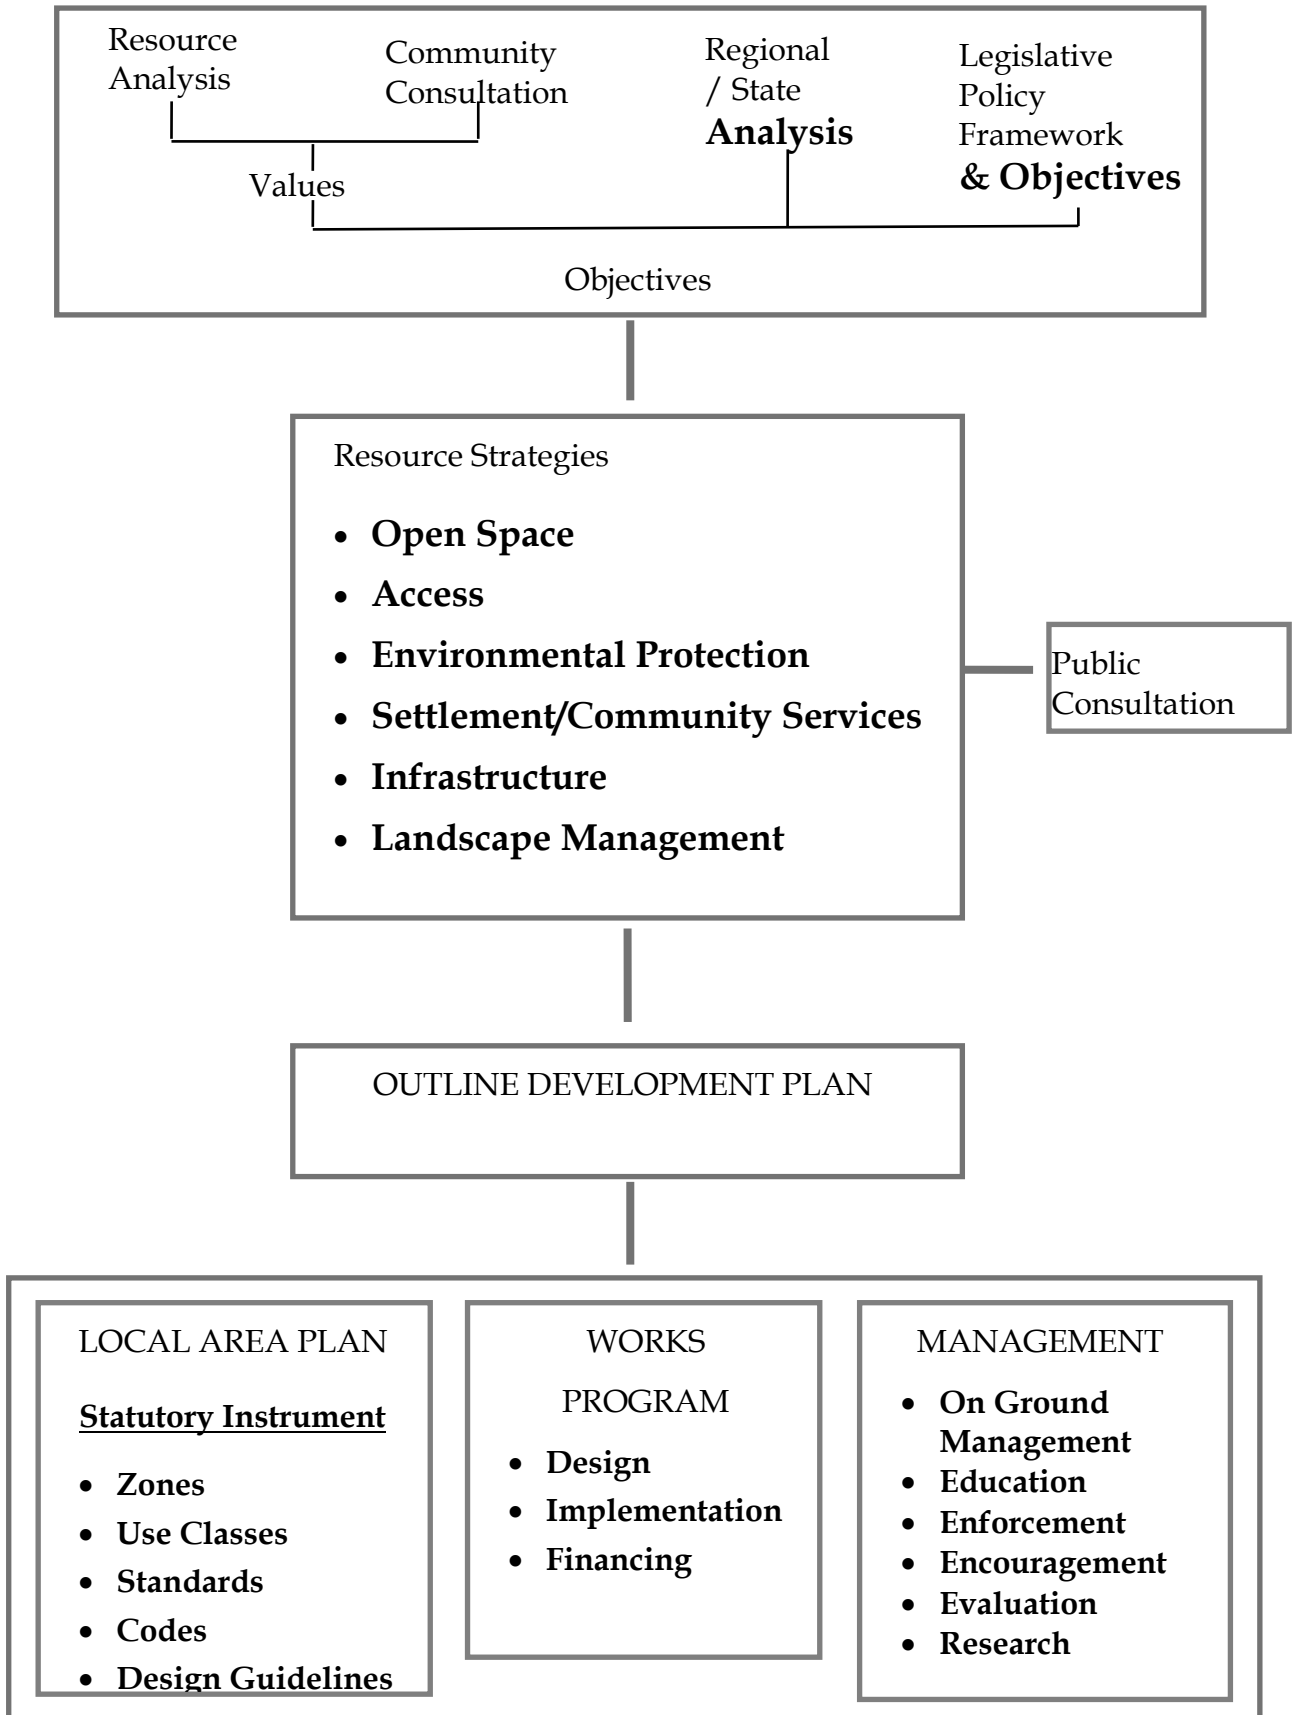 Resource
Analysis
Community
Consultation
Regional
/ State
Analysis
Legislative
Policy
Framework
& Objectives
Values
Objectives
Resource Strategies
• Open Space
• Access
• Environmental Protection
• Settlement/Community Services
• Infrastructure
• Landscape Management
Public
Consultation
OUTLINE DEVELOPMENT PLAN
LOCAL AREA PLAN
Statutory Instrument
• Zones
• Use Classes
• Standards
• Codes
• Design Guidelines
WORKS
PROGRAM
• Design
• Implementation
• Financing
MANAGEMENT
• On Ground
Management
• Education
• Enforcement
• Encouragement
• Evaluation
• Research